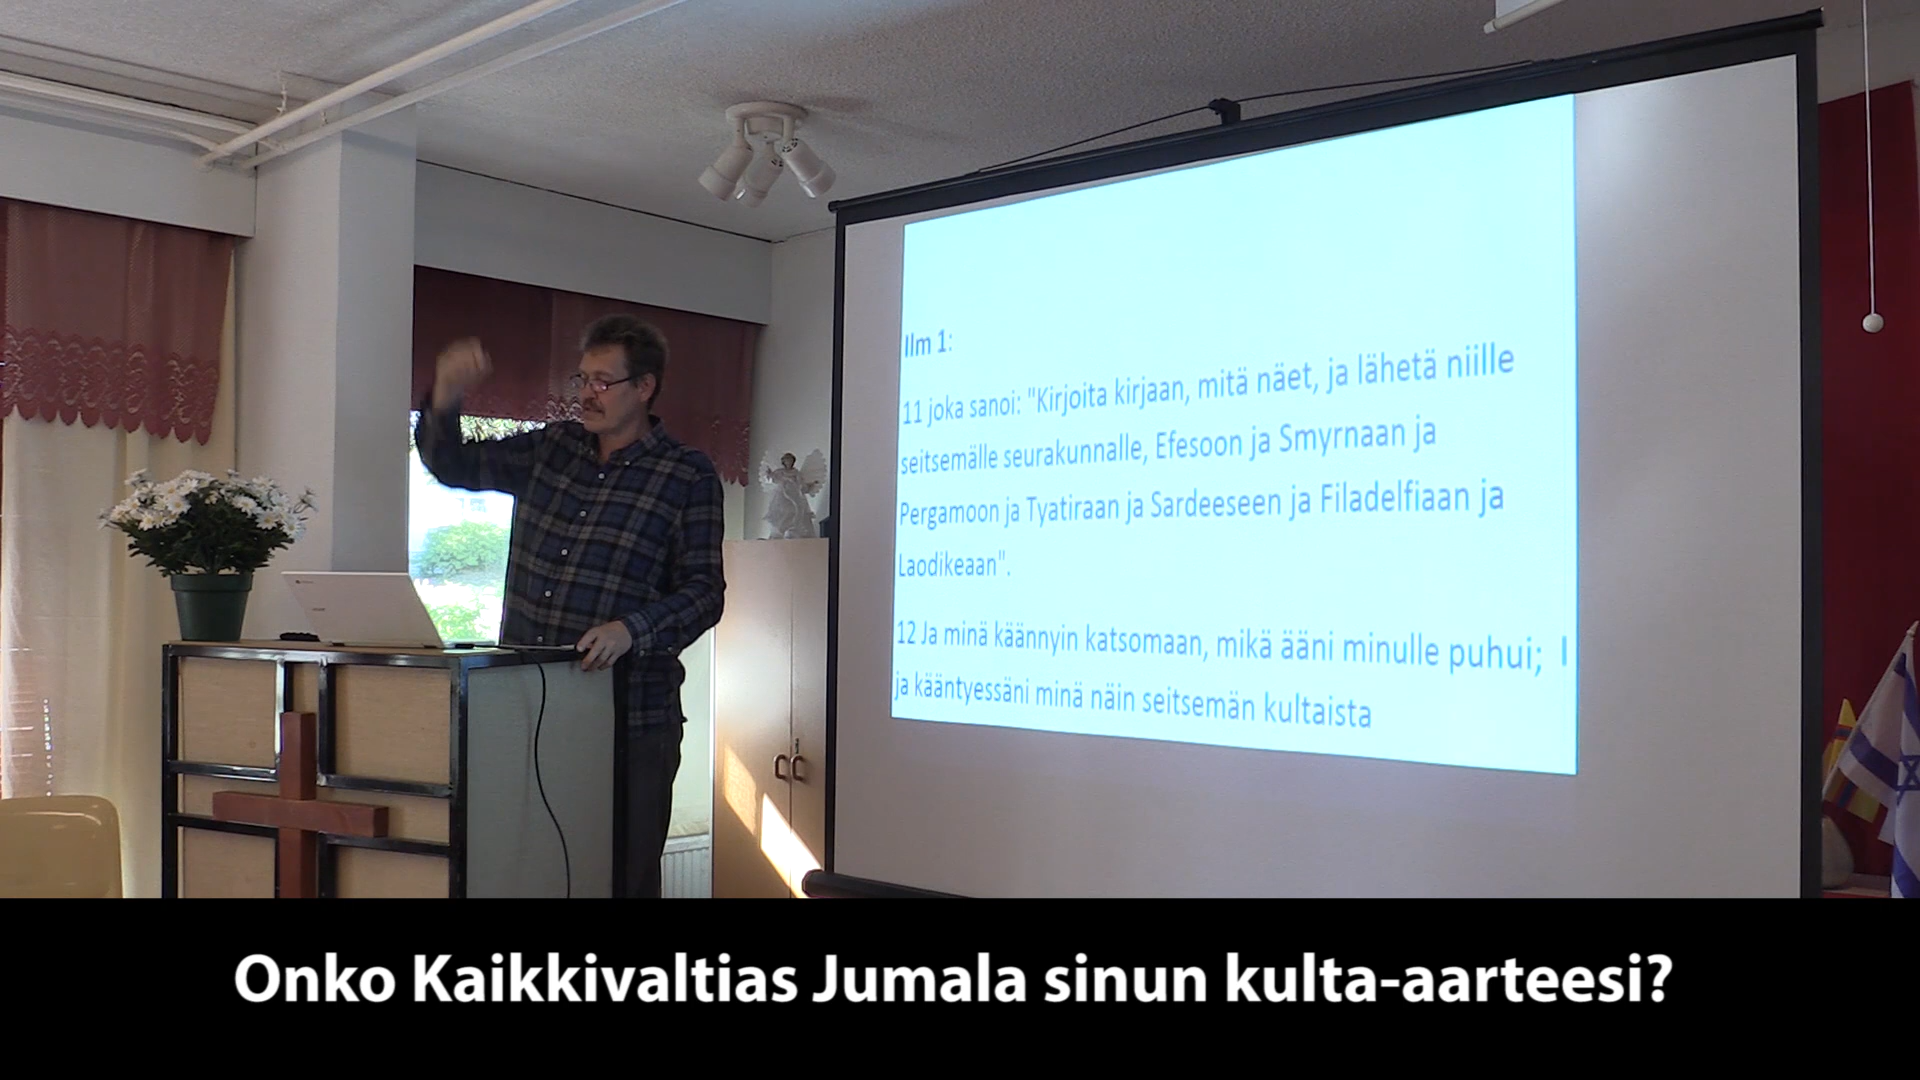 Ilm 1:
11 joka sanoi: "Kirjoita kirjaan, mitä näet, ja lähetä niille
seitsemälle seurakunnalle, Efesoon ja Smyrnaan ja
Pergamoon ja Tyatiraan ja Sardeeseen ja Filadelfiaan ja
Laodikeaan".
12 Ja minä käännyin katsomaan, mikä ääni minulle puhui;
ja kääntyessäni minä näin seitsemän kultaista
Onko Kaikkivaltias Jumala sinun kulta-aarteesi?